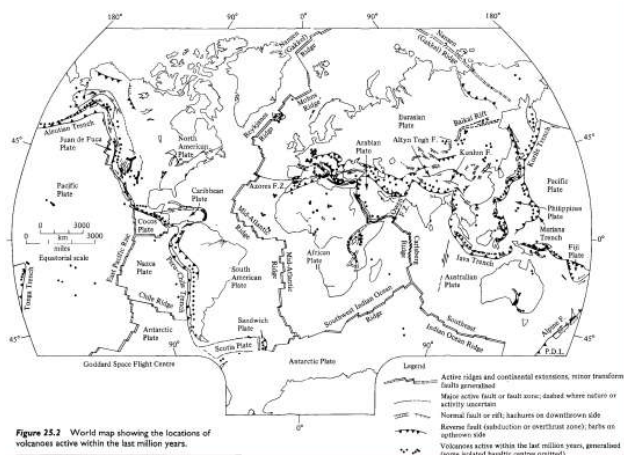 180°
90°
0°
90°
180°
Nansen
(Gakkel)
Ridge
Nansen
(Gakkel) Ridge
Mohns
Ridge
Reykjanes
Ridge
Aleutian Trench
Juan de Fuca
Plate
North
American
Plate
Eurasian
Plate
Baikal Rift
Arabian
Plate
Altyn Tagh F.
Kunlun F.
45°
45°
Pacific
Plate
Azores F.Z.
Caribbean
Plate
Cocos
Plate
Mid-Atlantic
Ridge
Pacific
Plate
Philippines
Plate
Mariana
Trench
Fiji
Plate
3000
0
3000
km
miles
Equatorial scale
0°
0°
East Pacific Rise
Nazca
Plate
Peru-Chile Trench
South
American
Plate
Mid-Atlantic
Ridge
African
Plate
Carlsberg
Ridge
Java Trench
Australian
Plate
Tonga Trench
Chile Ridge
Antarctic
Plate
Sandwich
Plate
Scotia Plate
Southwest Indian Ocean
Ridge
Southeast
Indian Ocean Ridge
Alpine F.
P.D.L.
45°
45°
90°
0°
90°
Goddard Space Flight Centre
Antarctic Plate
Legend
Active ridges and continental extensions, minor transform
faults generalised
Major active fault or fault zone; dashed where nature or
activity uncertain
Normal fault or rift; hachures on downthrown side
Reverse fault (subduction or overthrust zone); barbs on
upthrown side
Volcanoes active within the last million years, generalised
(some isolated basaltic centres omitted)
Figure 25.2 World map showing the locations of
volcanoes active within the last million years.